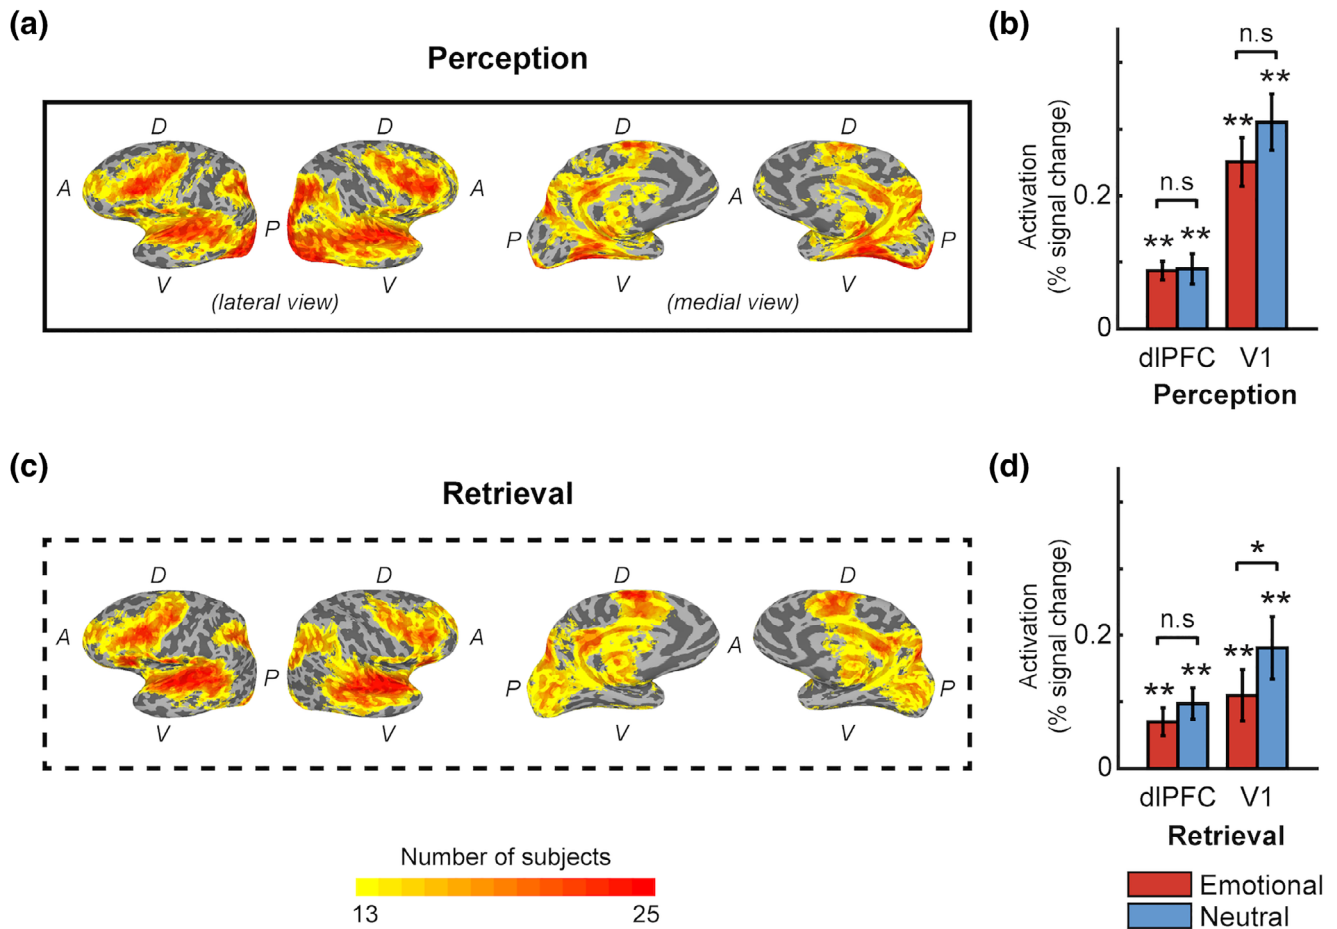 (a)
Perception
D
D
D
D
A
A
A
P
P
P
V
V
V
V
(lateral view)
(medial view)
(b)
Activation
(% signal change)
0.2
0
n.s
n.s
**
**
**
**
dlPFC
V1
Perception
(c)
Retrieval
D
D
D
D
A
A
A
P
P
P
V
V
V
V
(d)
Activation
(% signal change)
0.2
0
n.s
*
**
**
**
**
dlPFC
V1
Retrieval
Number of subjects
13
25
Emotional
Neutral